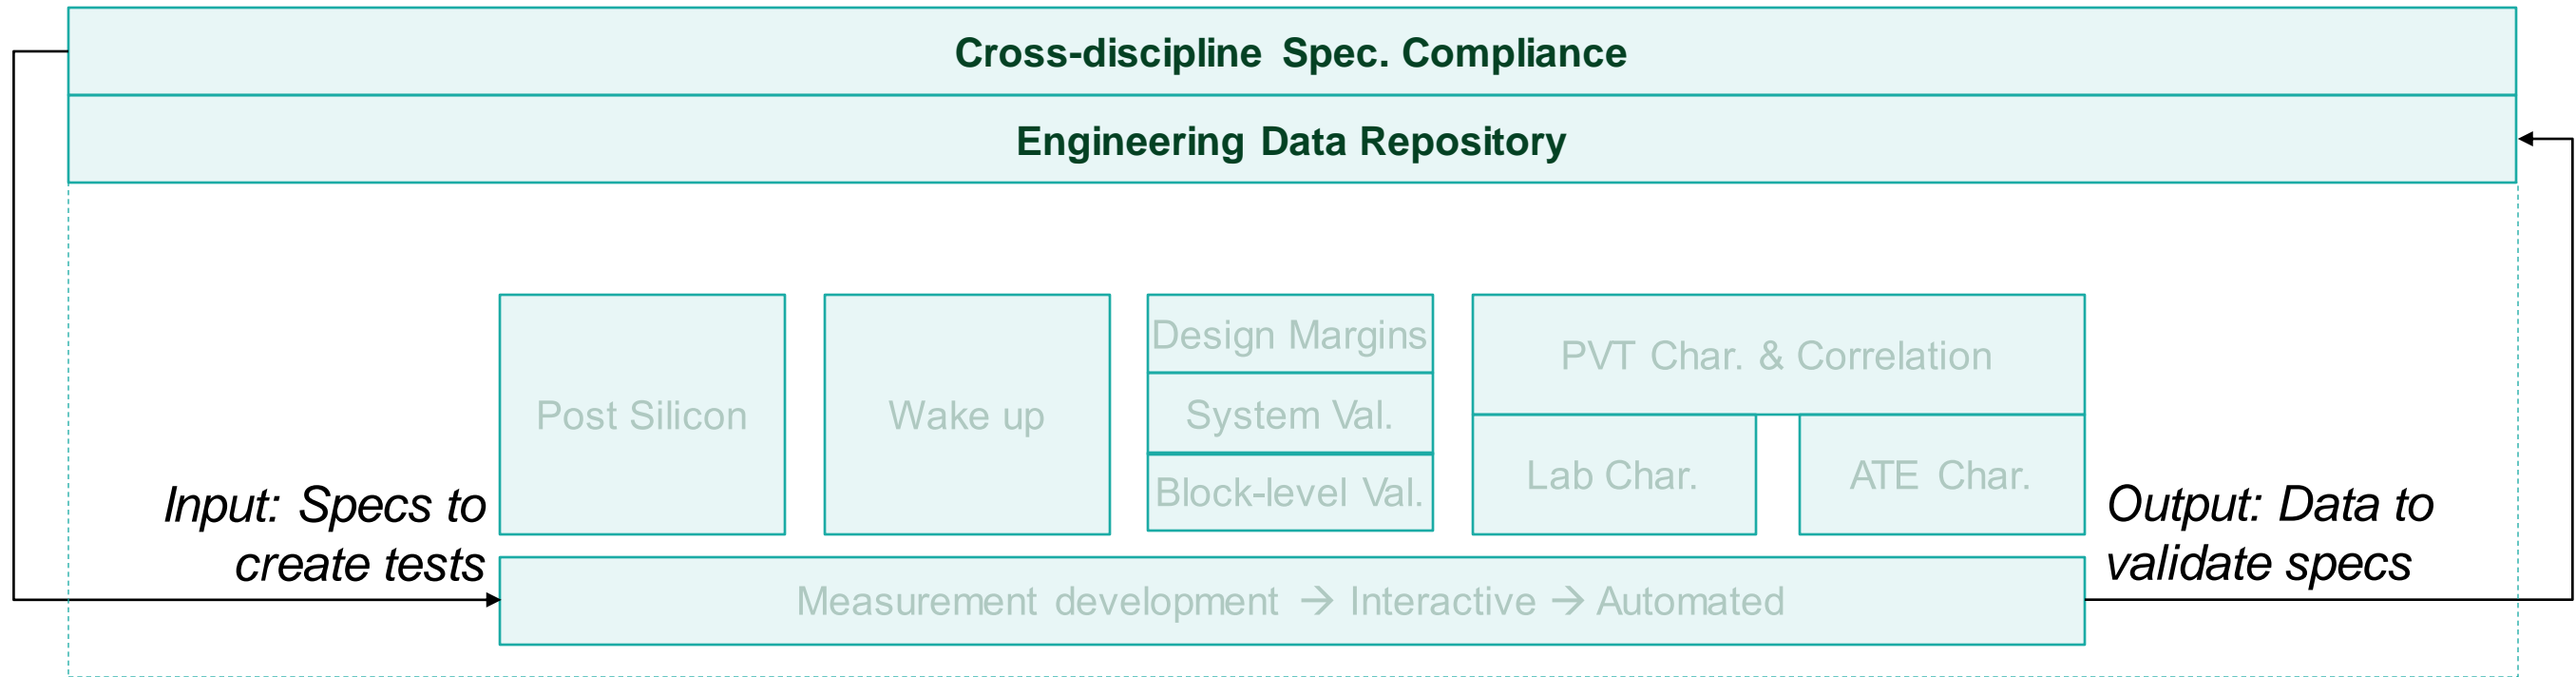 Cross-discipline Spec. Compliance
Engineering Data Repository
Post Silicon
Wake up
Design Margins
System Val.
Block-level Val.
PVT Char. & Correlation
Lab Char.
ATE Char.
Input: Specs to
create tests
Output: Data to
validate specs
Measurement development → Interactive → Automated